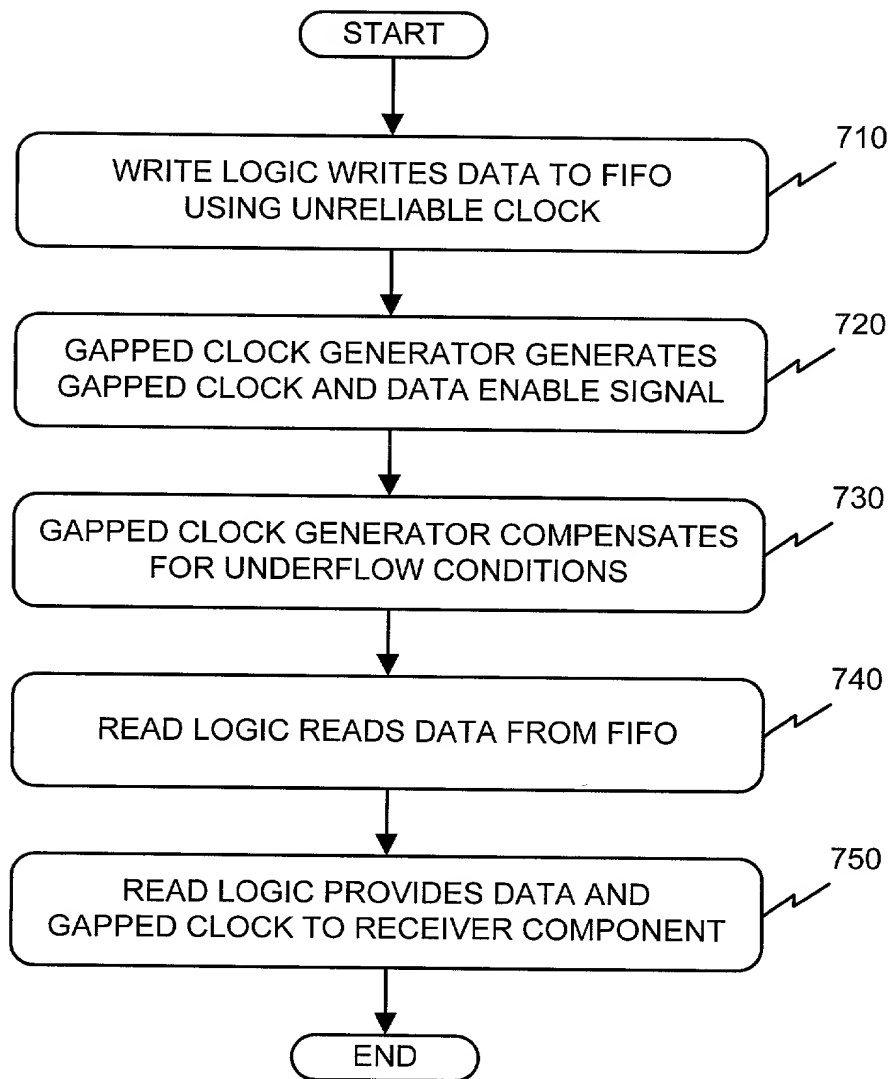 START
710
WRITE LOGIC WRITES DATA TO FIFO
USING UNRELIABLE CLOCK
720
GAPPED CLOCK GENERATOR GENERATES
GAPPED CLOCK AND DATA ENABLE SIGNAL
730
GAPPED CLOCK GENERATOR COMPENSATES
FOR UNDERFLOW CONDITIONS
740
READ LOGIC READS DATA FROM FIFO
750
READ LOGIC PROVIDES DATA AND
GAPPED CLOCK TO RECEIVER COMPONENT
END